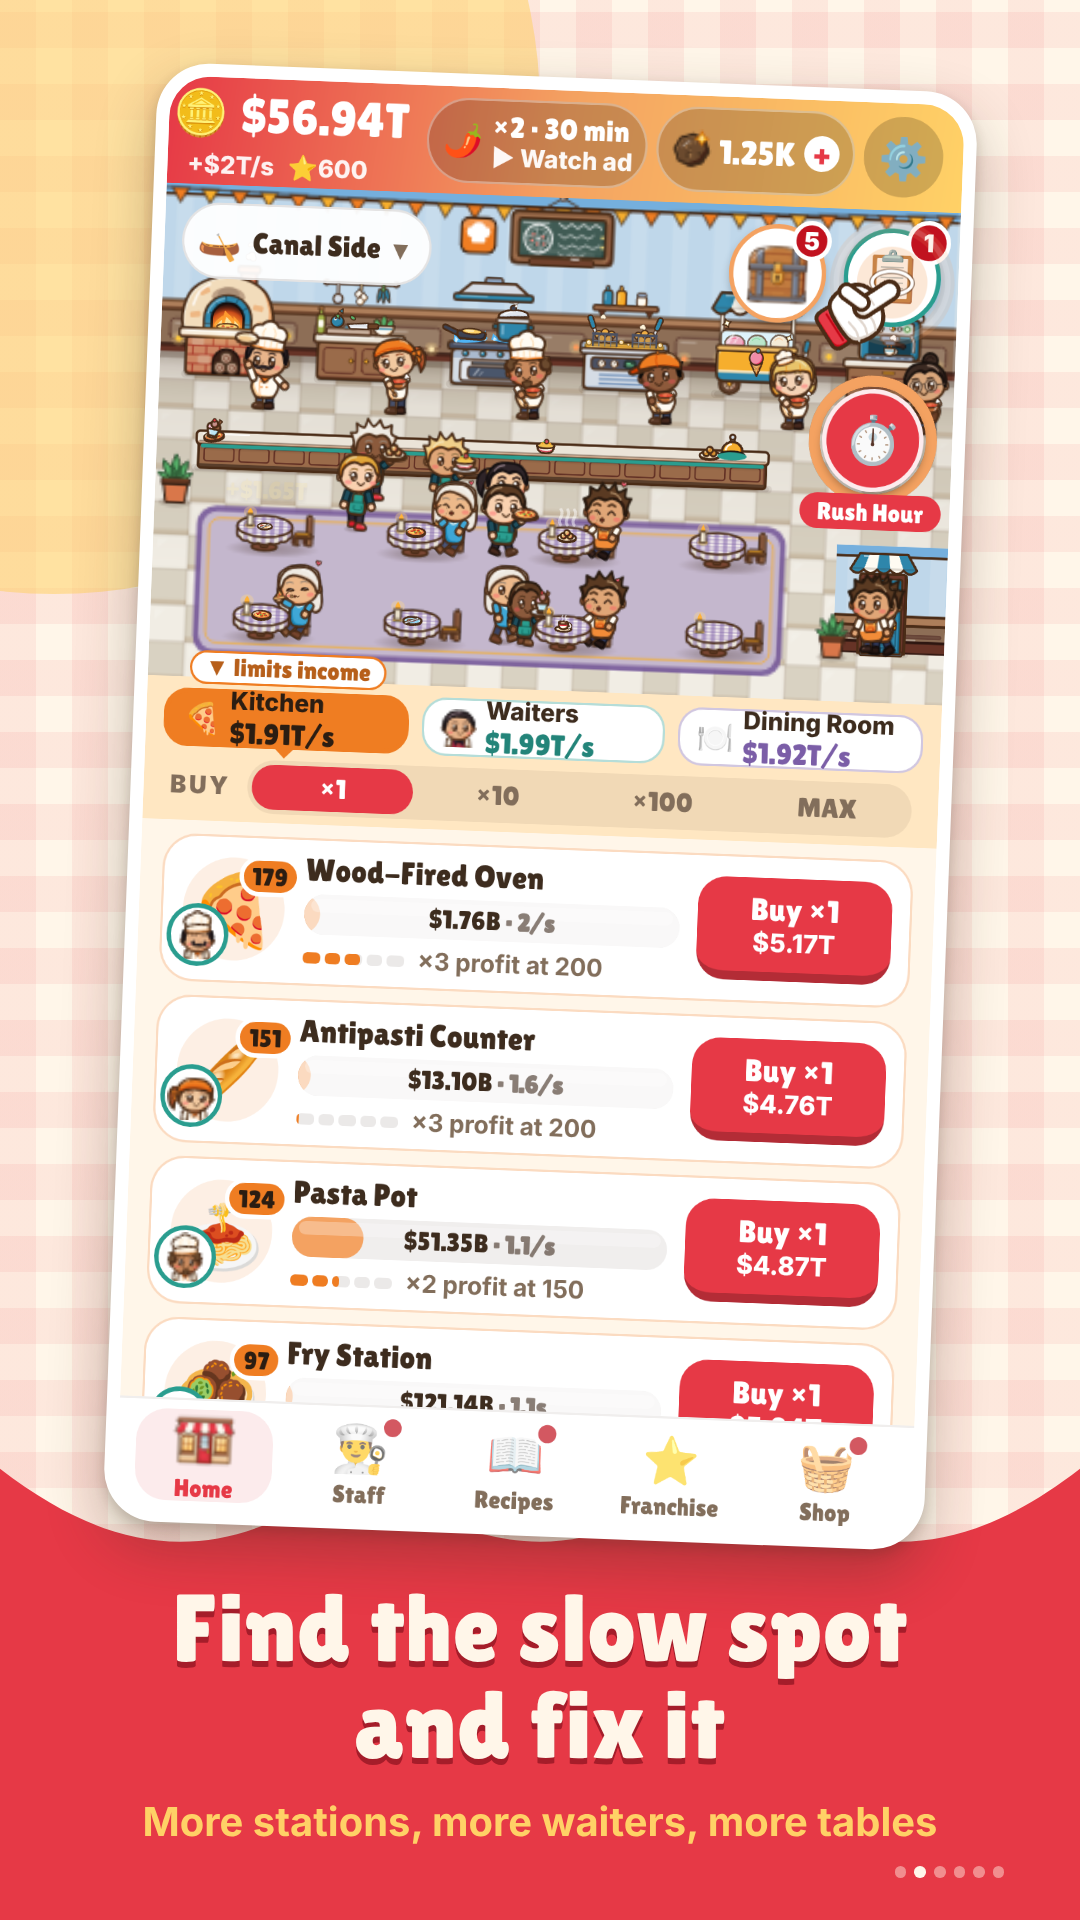 $56.94T
+$2T/s ⭐600
×2 · 30 min
▶ Watch ad
1.25K +
Canal Side ▼
5
1
Rush Hour
▼ limits income
Kitchen
$1.91T/s
Waiters
$1.99T/s
Dining Room
$1.92T/s
BUY
×1
×10
×100
MAX
179
Wood-Fired Oven
$1.76B · 2/s
×3 profit at 200
Buy ×1
$5.17T
151
Antipasti Counter
$13.10B · 1.6/s
×3 profit at 200
Buy ×1
$4.76T
124
Pasta Pot
$51.35B · 1.1/s
×2 profit at 150
Buy ×1
$4.87T
97
Fry Station
$121.14B · 1.1s
Buy ×1
Home
Staff
Recipes
Franchise
Shop
Find the slow spot
and fix it
More stations, more waiters, more tables